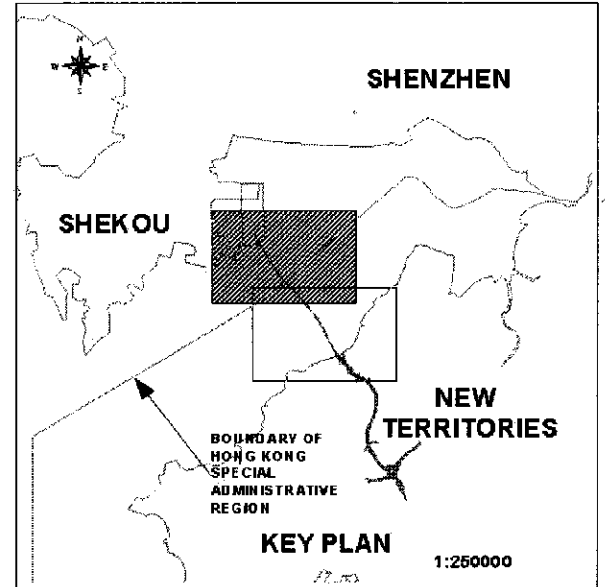 N
W E
S
SHENZHEN
SHEKOU
NEW
TERRITORIES
BOUNDARY OF
HONG KONG
SPECIAL
ADMINISTRATIVE
REGION
KEY PLAN
1:250000